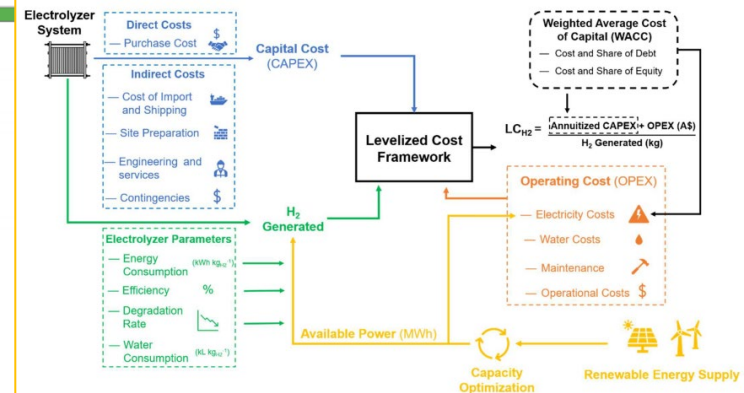 Electrolyzer
System
Direct Costs
— Purchase Cost
$
Indirect Costs
— Cost of Import
and Shipping
— Site Preparation
— Engineering and
services
— Contingencies
$
Capital Cost
(CAPEX)
Levelized Cost
Framework
Weighted Average Cost
of Capital (WACC)
— Cost and Share of Debt
— Cost and Share of Equity
LC_H2 = Annuitized CAPEX + OPEX (A$)
H₂ Generated (kg)
Operating Cost (OPEX)
— Electricity Costs
— Water Costs
— Maintenance
— Operational Costs $
H₂
Generated
Electrolyzer Parameters
— Energy
Consumption
(kWh kg_H2⁻¹)
— Efficiency
%
— Degradation
Rate
— Water
Consumption
(kL kg_H2⁻¹)
Available Power (MWh)
Capacity
Optimization
Renewable Energy Supply